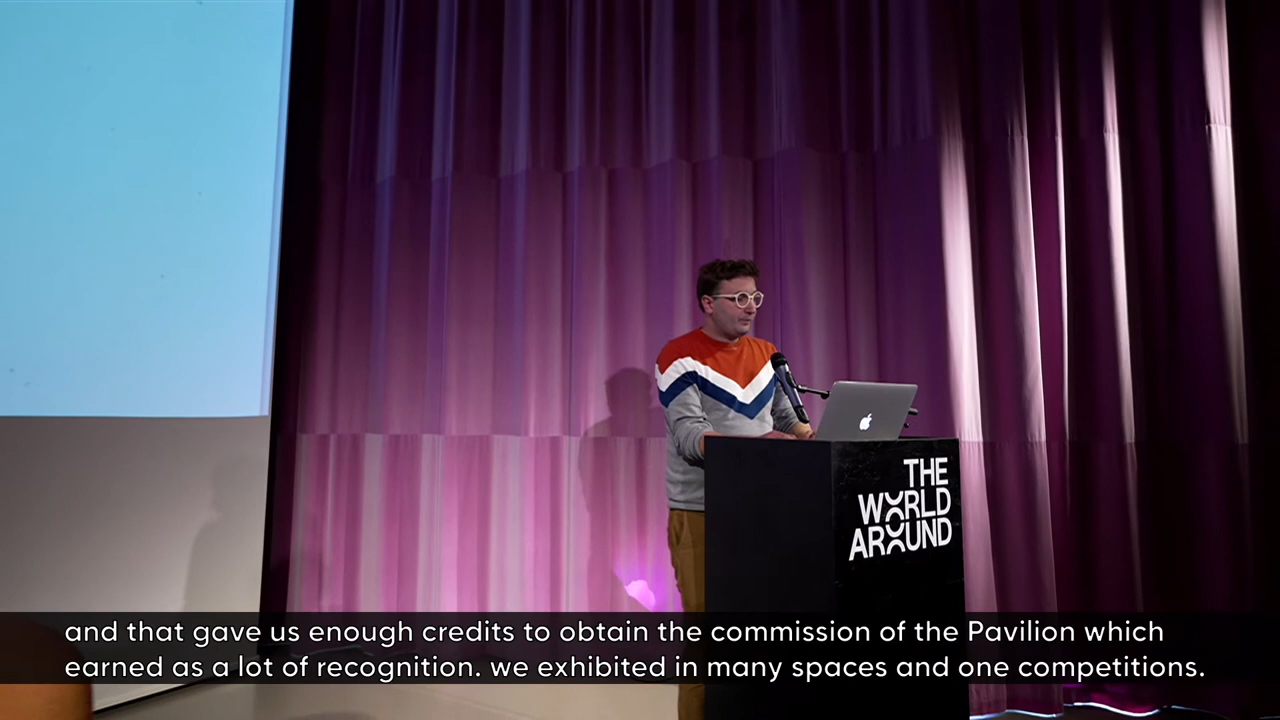 THE
WORLD
AROUND
and that gave us enough credits to obtain the commission of the Pavilion which
earned as a lot of recognition. we exhibited in many spaces and one competitions.